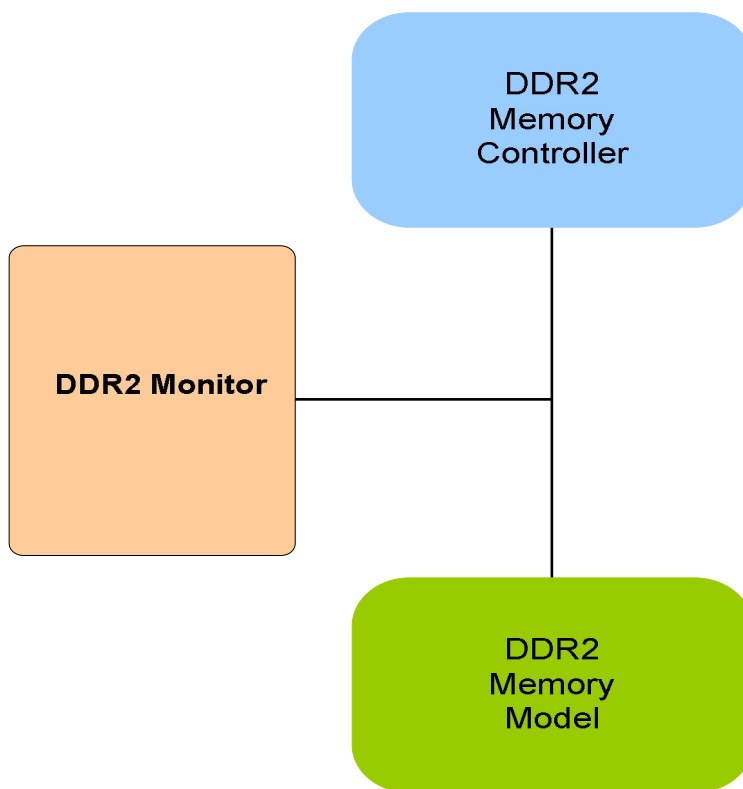 DDR2
Memory
Controller
DDR2 Monitor
DDR2
Memory
Model